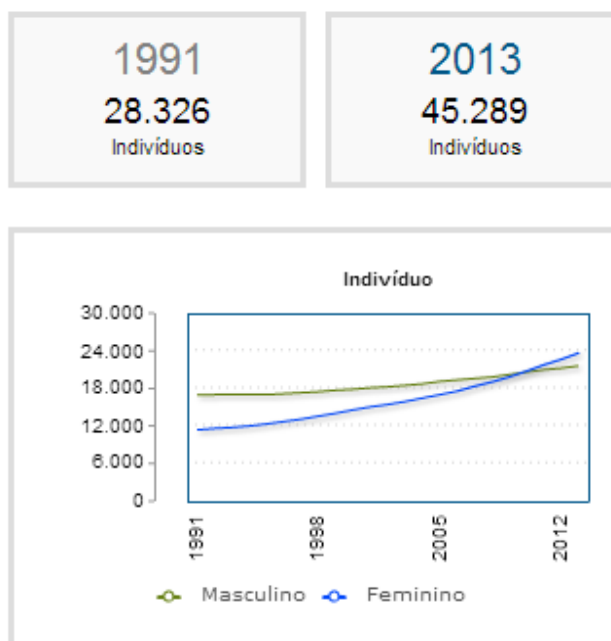 1991
28.326
Indivíduos
2013
45.289
Indivíduos
Indivíduo
30.000
24.000
18.000
12.000
6.000
0
1991
1998
2005
2012
Masculino
Feminino